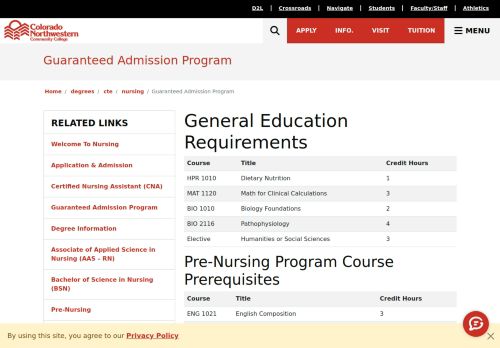 D2L | Crossroads | Navigate | Students | Faculty/Staff | Athletics
Colorado
Northwestern
Community College
APPLY INFO. VISIT TUITION MENU
Guaranteed Admission Program
Home / degrees / cte / nursing / Guaranteed Admission Program
RELATED LINKS
Welcome To Nursing
Application & Admission
Certified Nursing Assistant (CNA)
Guaranteed Admission Program
Degree Information
Associate of Applied Science in
Nursing (AAS - RN)
Bachelor of Science in Nursing
(BSN)
Pre-Nursing
General Education
Requirements
Course Title Credit Hours
HPR 1010 Dietary Nutrition 1
MAT 1120 Math for Clinical Calculations 3
BIO 1010 Biology Foundations 2
BIO 2116 Pathophysiology 4
Elective Humanities or Social Sciences 3
Pre-Nursing Program Course
Prerequisites
Course Title Credit Hours
ENG 1021 English Composition 3
By using this site, you agree to our Privacy Policy